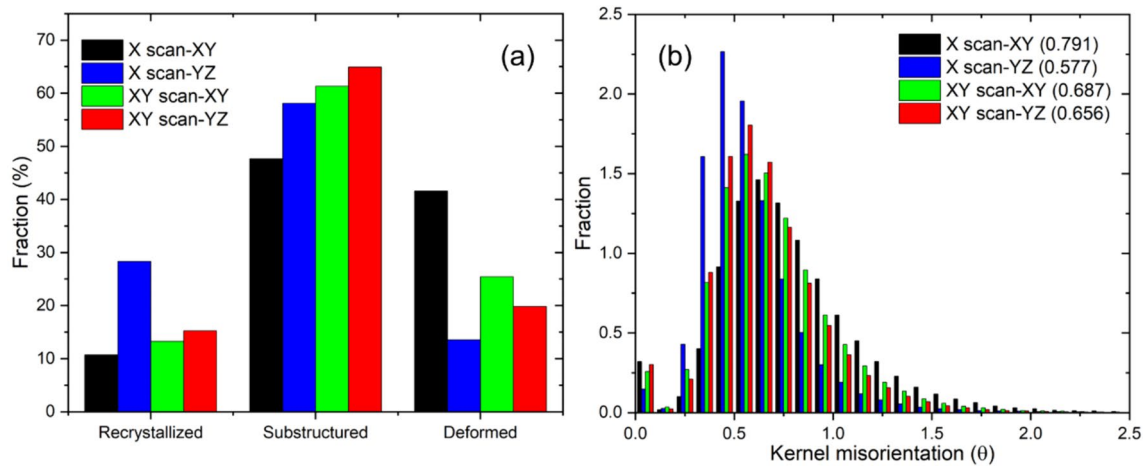 (a)
X scan-XY
X scan-YZ
XY scan-XY
XY scan-YZ
Fraction (%)
70
60
50
40
30
20
10
0
Recrystallized
Substructured
Deformed
(b)
X scan-XY (0.791)
X scan-YZ (0.577)
XY scan-XY (0.687)
XY scan-YZ (0.656)
Fraction
2.5
2.0
1.5
1.0
0.5
0.0
0.0
0.5
1.0
1.5
2.0
2.5
Kernel misorientation (θ)